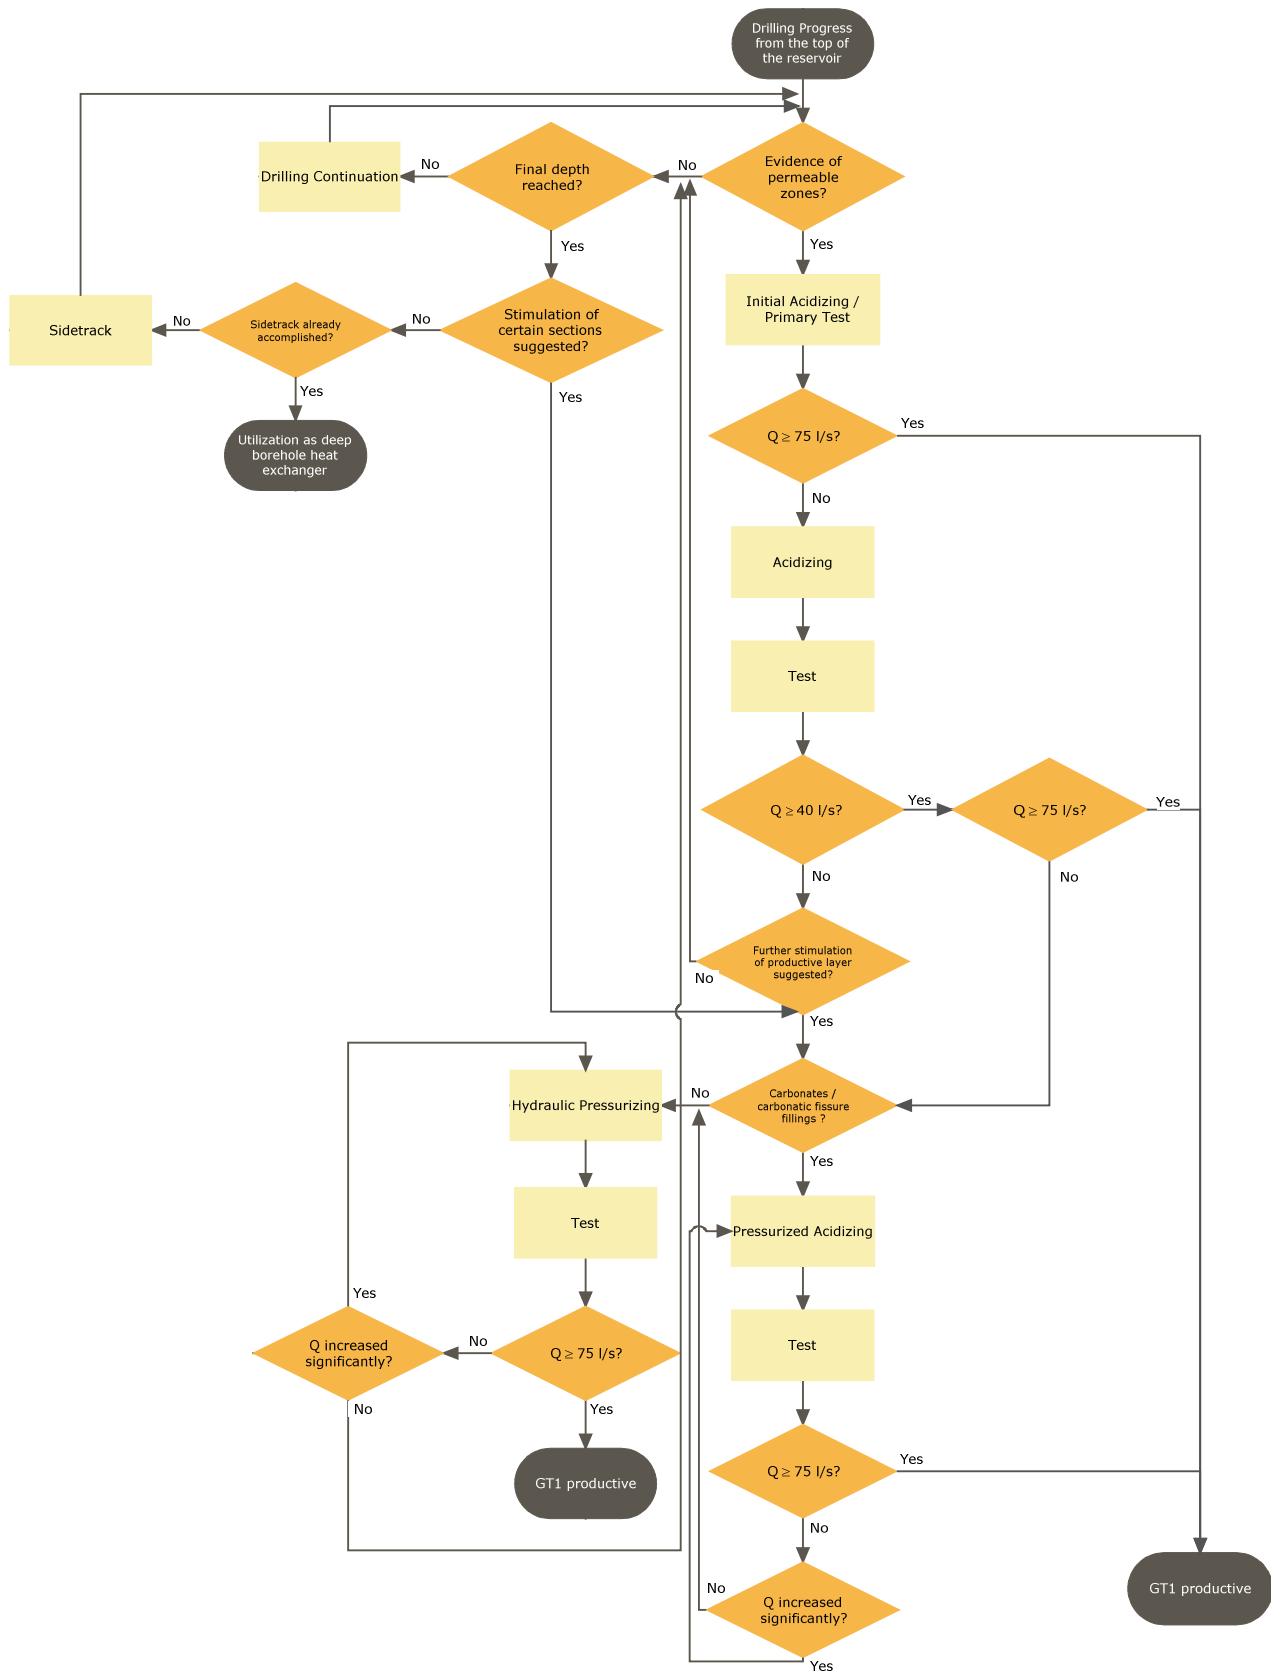 Drilling Progress
from the top of
the reservoir
Evidence of
permeable
zones?
No
Final depth
reached?
No
Drilling Continuation
Yes
Yes
Stimulation of
certain sections
suggested?
No
Sidetrack already
accomplished?
No
Sidetrack
Yes
Utilization as deep
borehole heat
exchanger
Yes
Initial Acidizing /
Primary Test
Q ≥ 75 l/s?
Yes
No
Acidizing
Test
Q ≥ 40 l/s?
Yes
Q ≥ 75 l/s?
Yes
No
No
Further stimulation
of productive layer
suggested?
No
Yes
Carbonates /
carbonatic fissure
fillings ?
No
Hydraulic Pressurizing
Yes
Test
Pressurized Acidizing
Yes
Q increased
significantly?
No
Q ≥ 75 l/s?
No
Yes
GT1 productive
Test
Q ≥ 75 l/s?
Yes
No
Q increased
significantly?
No
Yes
GT1 productive